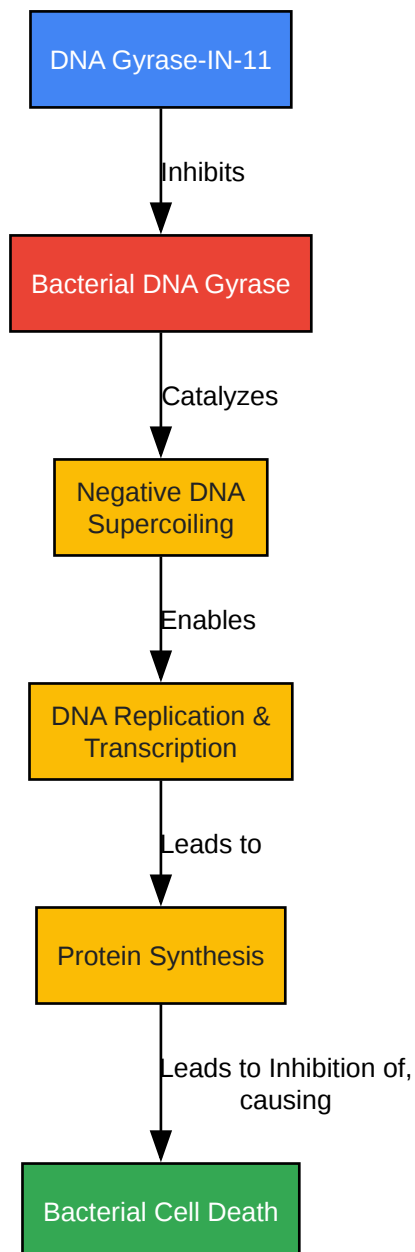 DNA Gyrase-IN-11
Inhibits
Bacterial DNA Gyrase
Catalyzes
Negative DNA
Supercoiling
Enables
DNA Replication &
Transcription
Leads to
Protein Synthesis
Leads to Inhibition of,
causing
Bacterial Cell Death